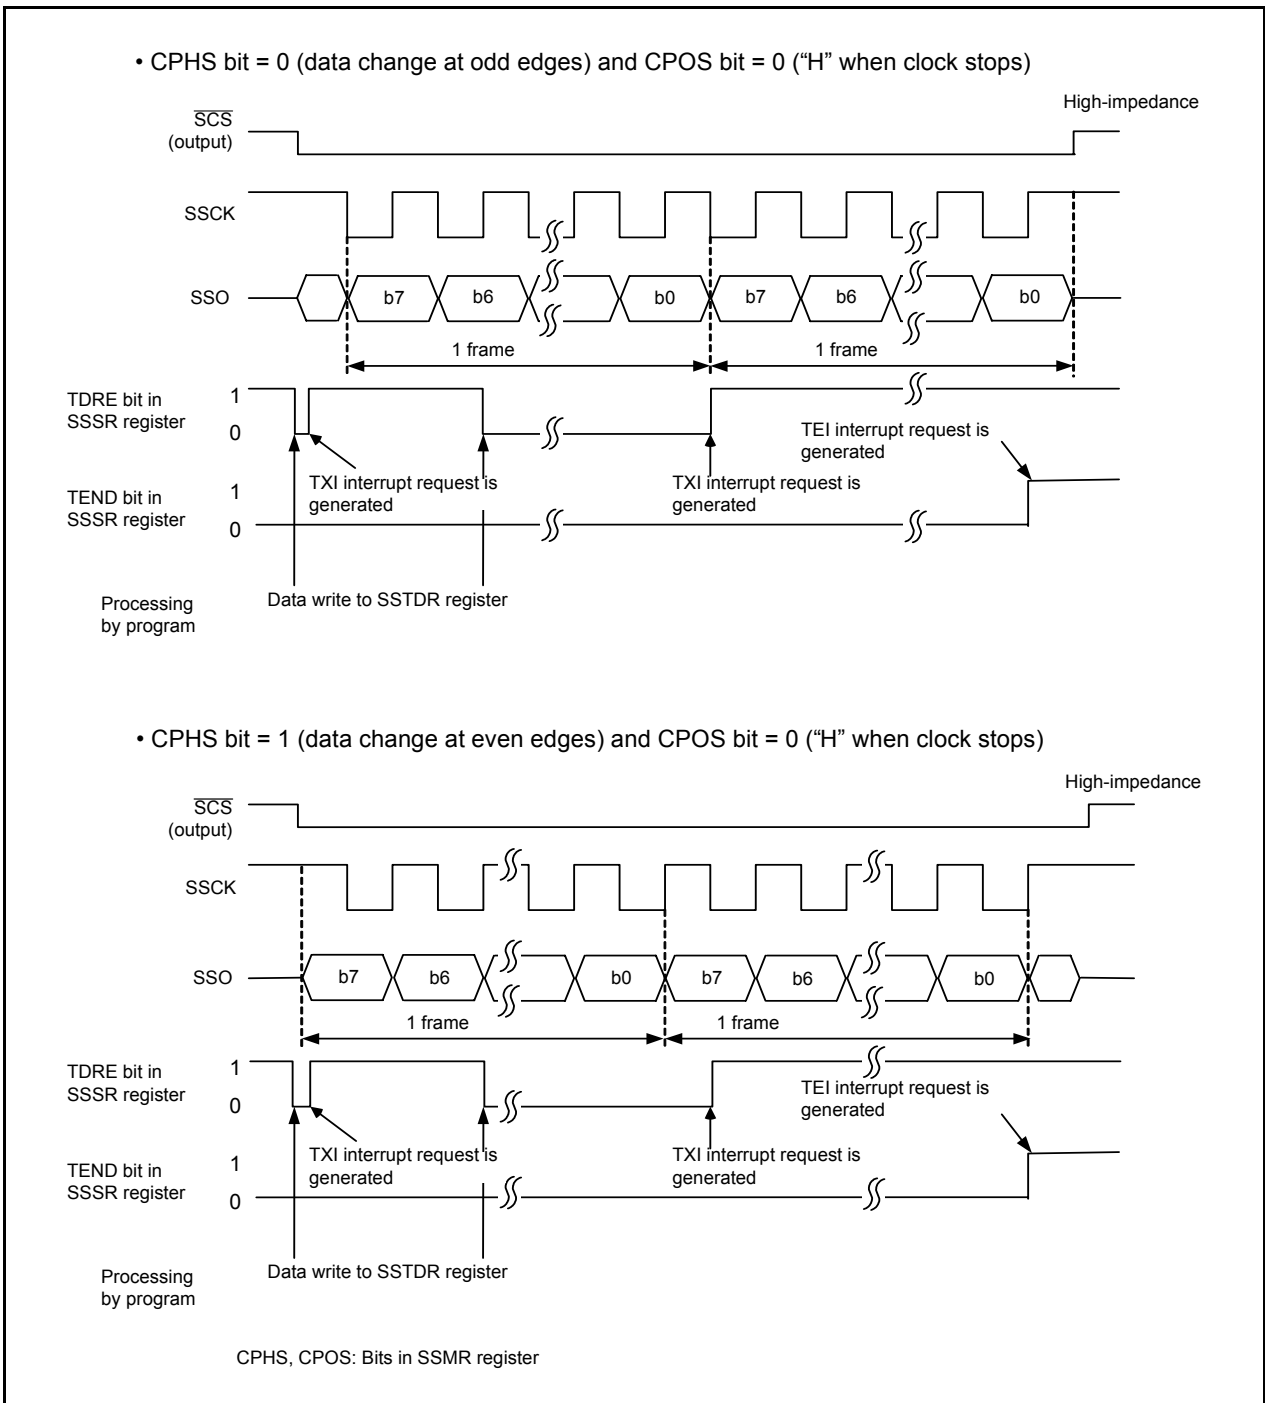 • CPHS bit = 0 (data change at odd edges) and CPOS bit = 0 (“H” when clock stops)
High-impedance
SCS
(output)
SSCK
SSO
b7
b6
b0
b7
b6
b0
1 frame
1 frame
TDRE bit in
SSSR register
1
0
TEI interrupt request is
generated
TXI interrupt request is
generated
TXI interrupt request is
generated
TEND bit in
SSSR register
1
0
Processing
by program
Data write to SSTDR register
• CPHS bit = 1 (data change at even edges) and CPOS bit = 0 (“H” when clock stops)
High-impedance
SCS
(output)
SSCK
SSO
b7
b6
b0
b7
b6
b0
1 frame
1 frame
TDRE bit in
SSSR register
1
0
TEI interrupt request is
generated
TXI interrupt request is
generated
TXI interrupt request is
generated
TEND bit in
SSSR register
1
0
Processing
by program
Data write to SSTDR register
CPHS, CPOS: Bits in SSMR register